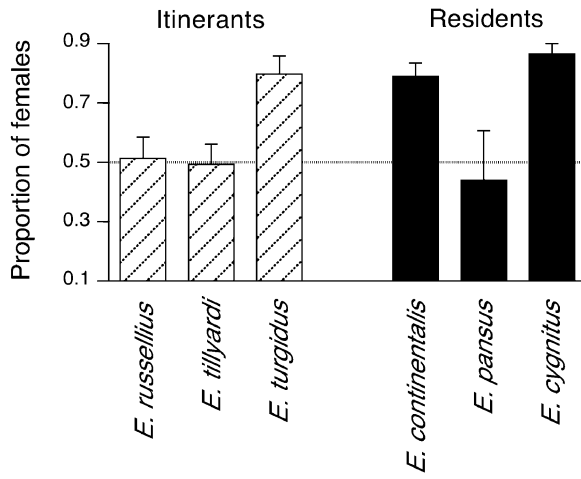 Itinerants
Residents
Proportion of females
0.9
0.7
0.5
0.3
0.1
E. russellius
E. tillyardi
E. turgidus
E. continentalis
E. pansus
E. cygnitus